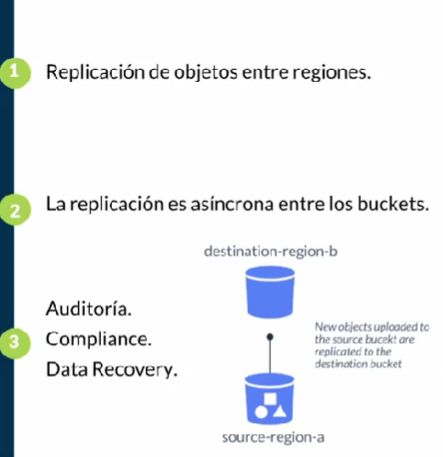 1
Replicación de objetos entre regiones.
2
La replicación es asíncrona entre los buckets.
destination-region-b
3
Auditoría.
Compliance.
Data Recovery.
New objects uploaded to
the source bucekt are
replicated to the
destination bucket
source-region-a